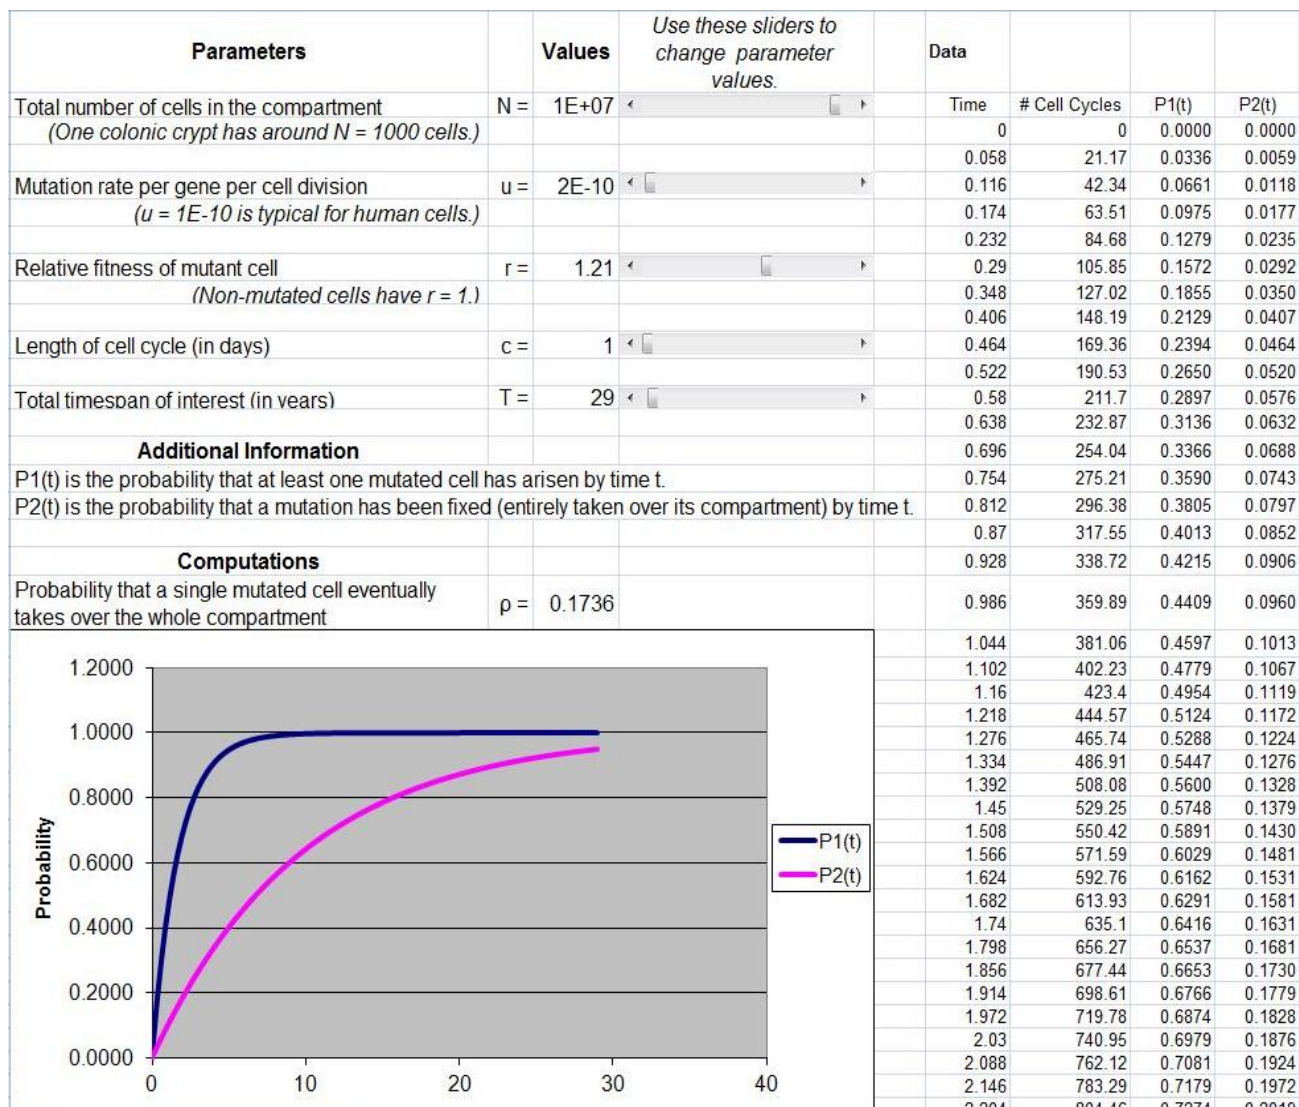 Parameters Values Use these sliders to Data
change parameter
values.
Total number of cells in the compartment N = 1E+07 Time # Cell Cycles P1(t) P2(t)
(One colonic crypt has around N = 1000 cells.) 0 0 0.0000 0.0000
0.058 21.17 0.0336 0.0059
Mutation rate per gene per cell division u = 2E-10 0.116 42.34 0.0661 0.0118
(u = 1E-10 is typical for human cells.) 0.174 63.51 0.0975 0.0177
0.232 84.68 0.1279 0.0235
Relative fitness of mutant cell r = 1.21 0.29 105.85 0.1572 0.0292
(Non-mutated cells have r = 1.) 0.348 127.02 0.1855 0.0350
0.406 148.19 0.2129 0.0407
Length of cell cycle (in days) c = 1 0.464 169.36 0.2394 0.0464
0.522 190.53 0.2650 0.0520
Total timespan of interest (in years) T = 29 0.58 211.7 0.2897 0.0576
0.638 232.87 0.3136 0.0632
Additional Information 0.696 254.04 0.3366 0.0688
P1(t) is the probability that at least one mutated cell has arisen by time t. 0.754 275.21 0.3590 0.0743
P2(t) is the probability that a mutation has been fixed (entirely taken over its compartment) by time t. 0.812 296.38 0.3805 0.0797
0.87 317.55 0.4013 0.0852
Computations 0.928 338.72 0.4215 0.0906
Probability that a single mutated cell eventually
takes over the whole compartment ρ = 0.1736 0.986 359.89 0.4409 0.0960
1.044 381.06 0.4597 0.1013
1.102 402.23 0.4779 0.1067
1.16 423.4 0.4954 0.1119
1.218 444.57 0.5124 0.1172
1.276 465.74 0.5288 0.1224
1.334 486.91 0.5447 0.1276
1.392 508.08 0.5600 0.1328
1.45 529.25 0.5748 0.1379
1.508 550.42 0.5891 0.1430
1.566 571.59 0.6029 0.1481
1.624 592.76 0.6162 0.1531
1.682 613.93 0.6291 0.1581
1.74 635.1 0.6416 0.1631
1.798 656.27 0.6537 0.1681
1.856 677.44 0.6653 0.1730
1.914 698.61 0.6766 0.1779
1.972 719.78 0.6874 0.1828
2.03 740.95 0.6979 0.1876
2.088 762.12 0.7081 0.1924
2.146 783.29 0.7179 0.1972
1.2000
1.0000
0.8000
0.6000
0.4000
0.2000
0.0000
Probability
0 10 20 30 40
P1(t)
P2(t)